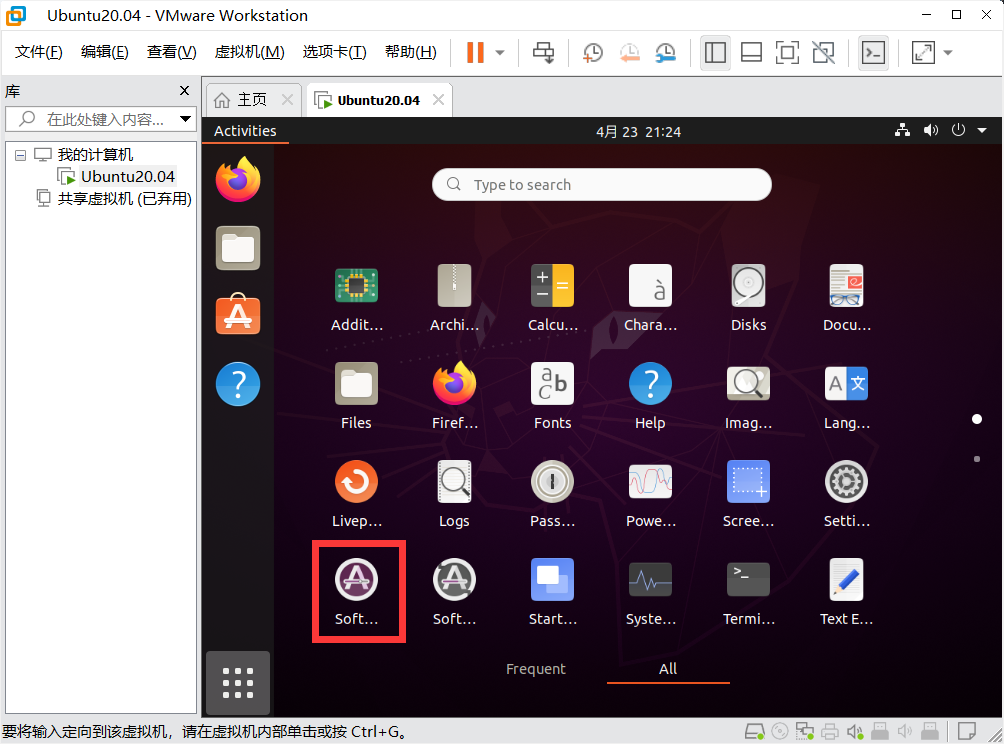 Ubuntu20.04 - VMware Workstation
文件(F) 编辑(E) 查看(V) 虚拟机(M) 选项卡(T) 帮助(H)
库
在此处键入内容...
我的计算机
Ubuntu20.04
共享虚拟机 (已弃用)
主页 Ubuntu20.04
Activities 4月 23 21:24
Type to search
Addit... Archi... Calcu... Chara... Disks Docu...
Files Firef... Fonts Help Imag... Lang...
Livep... Logs Pass... Powe... Scree... Setti...
Soft... Soft... Start... Syste... Termi... Text E...
Frequent All
要将输入定向到该虚拟机，请在虚拟机内部单击或按 Ctrl+G。